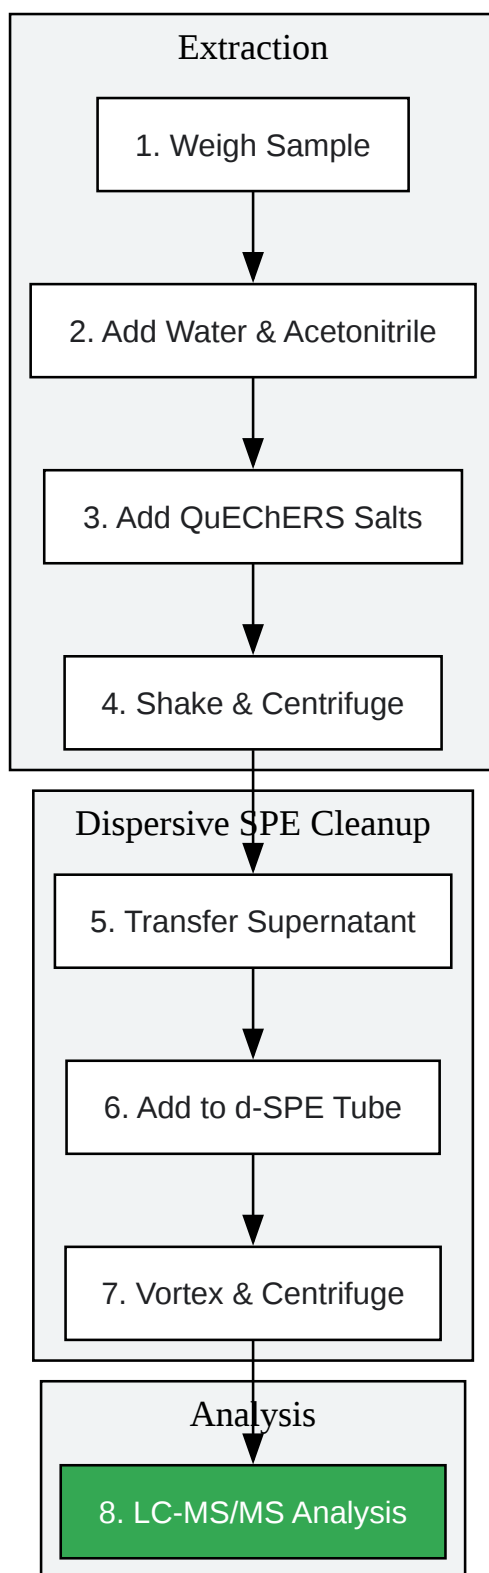 Extraction
1. Weigh Sample
2. Add Water & Acetonitrile
3. Add QuEChERS Salts
4. Shake & Centrifuge
Dispersive SPE Cleanup
5. Transfer Supernatant
6. Add to d-SPE Tube
7. Vortex & Centrifuge
Analysis
8. LC-MS/MS Analysis